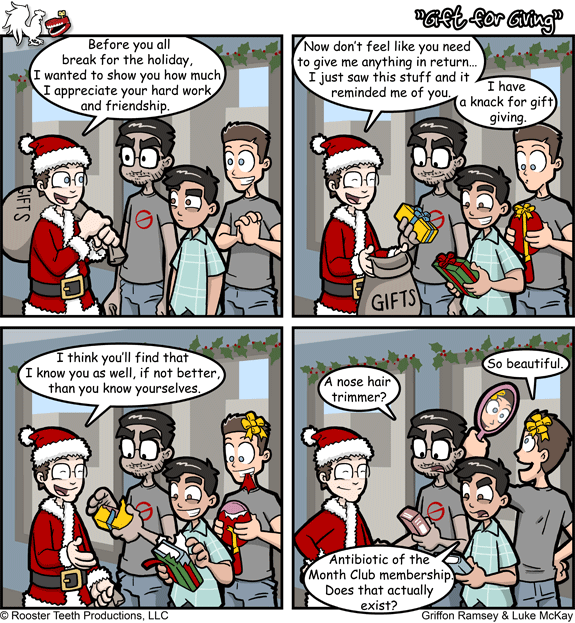 "Gift for Giving"
Before you all
break for the holiday,
I wanted to show you how much
I appreciate your hard work
and friendship.
GIFTS
Now don't feel like you need
to give me anything in return...
I just saw this stuff and it
reminded me of you.
I have
a knack for gift
giving.
GIFTS
I think you'll find that
I know you as well, if not better,
than you know yourselves.
A nose hair
trimmer?
So beautiful.
Antibiotic of the
Month Club membership.
Does that actually
exist?
© Rooster Teeth Productions, LLC
Griffon Ramsey & Luke McKay